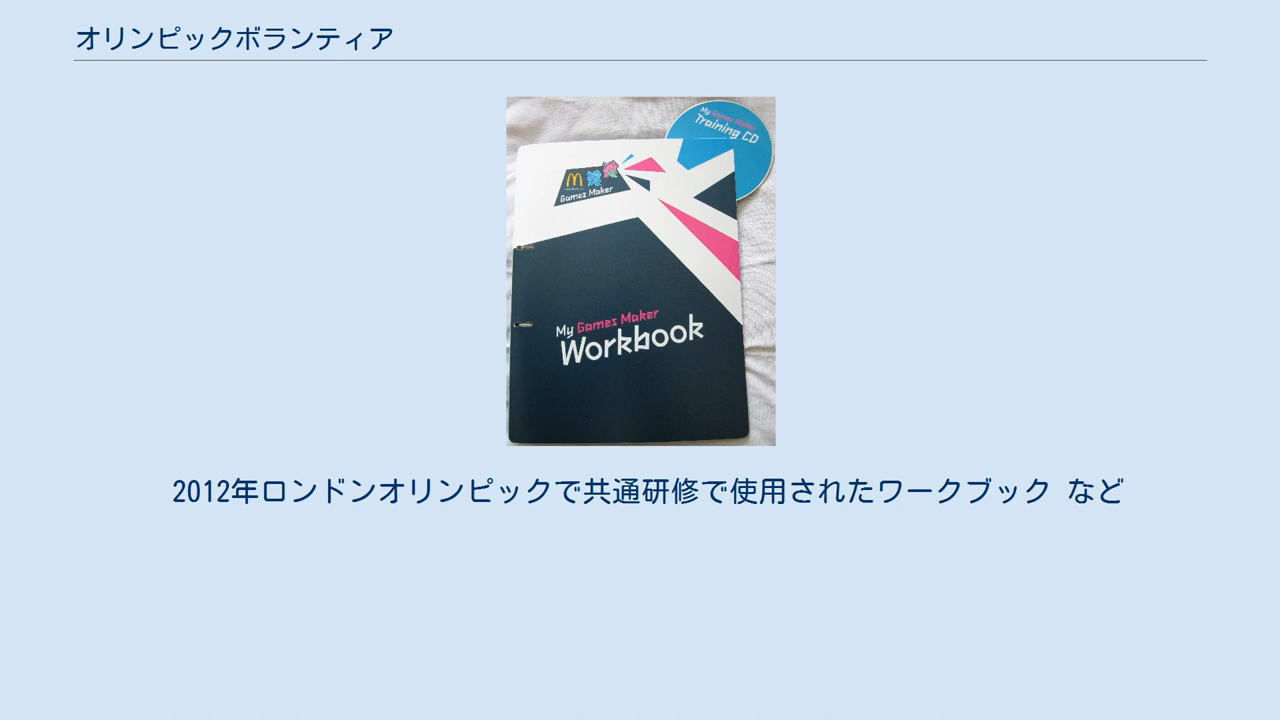 オリンピックボランティア
My Games Maker
Training CD
Games Maker
My Games Maker
Workbook
2012年ロンドンオリンピックで共通研修で使用されたワークブック など